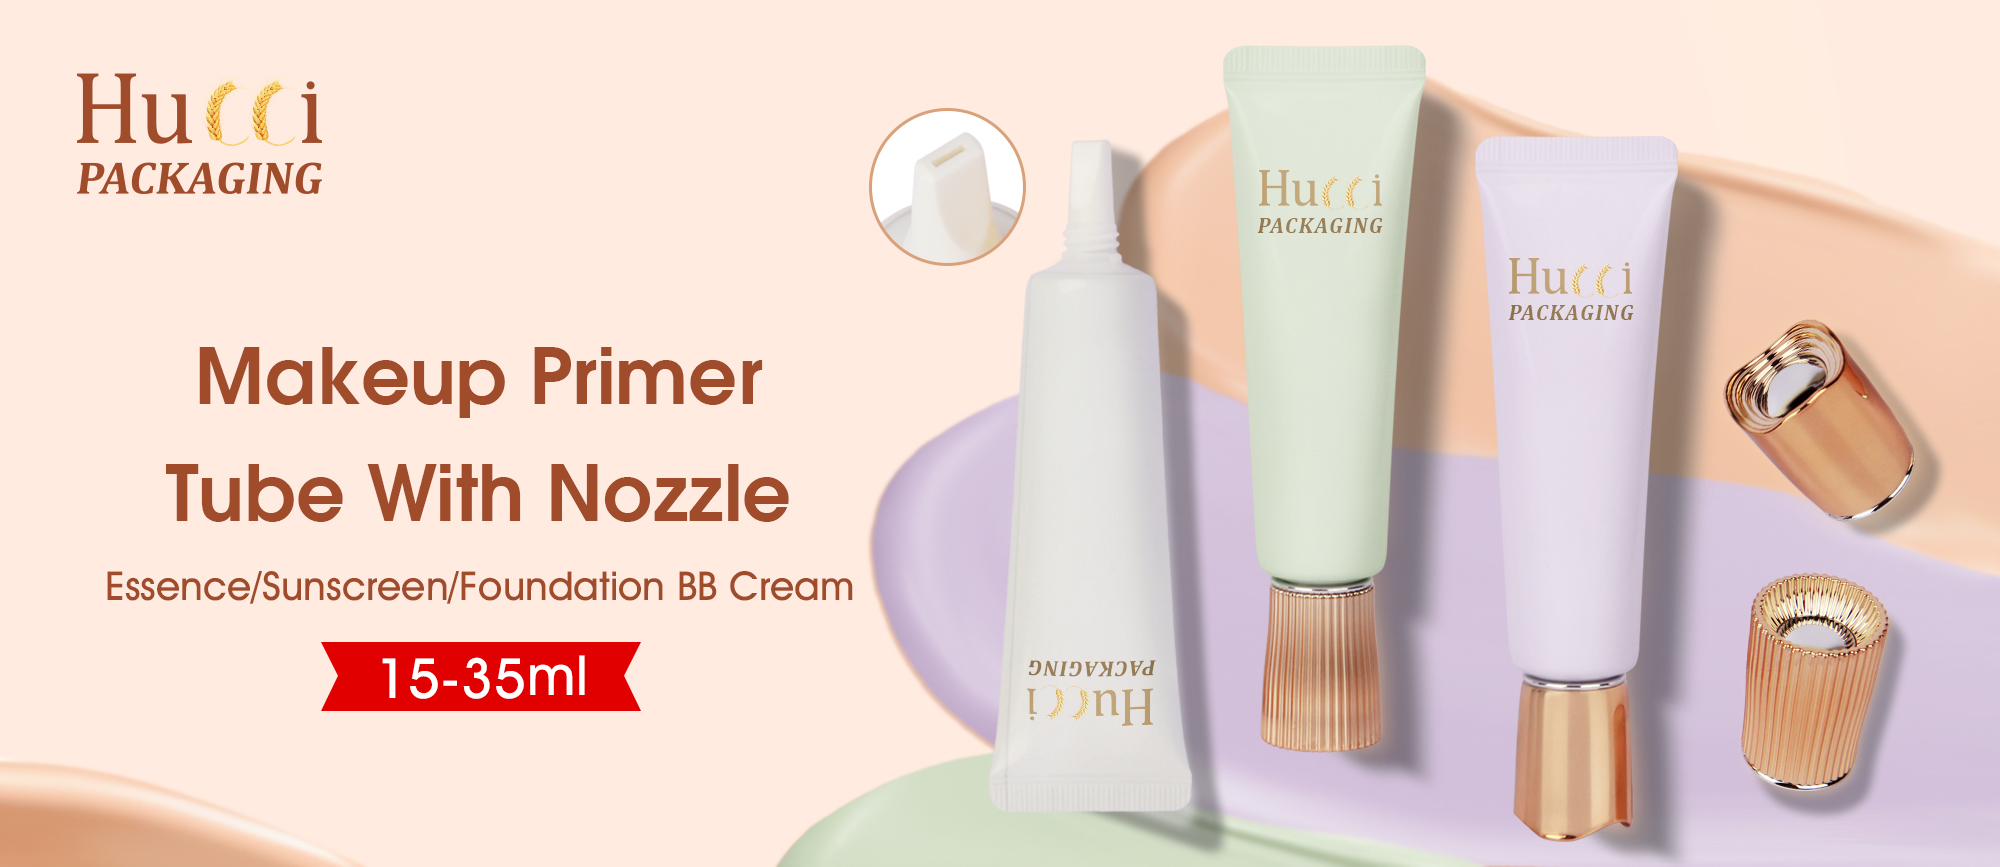 Hucci
PACKAGING
Makeup Primer
Tube With Nozzle
Essence/Sunscreen/Foundation BB Cream
15-35ml
Hucci
PACKAGING
Hucci
PACKAGING
Hucci
PACKAGING